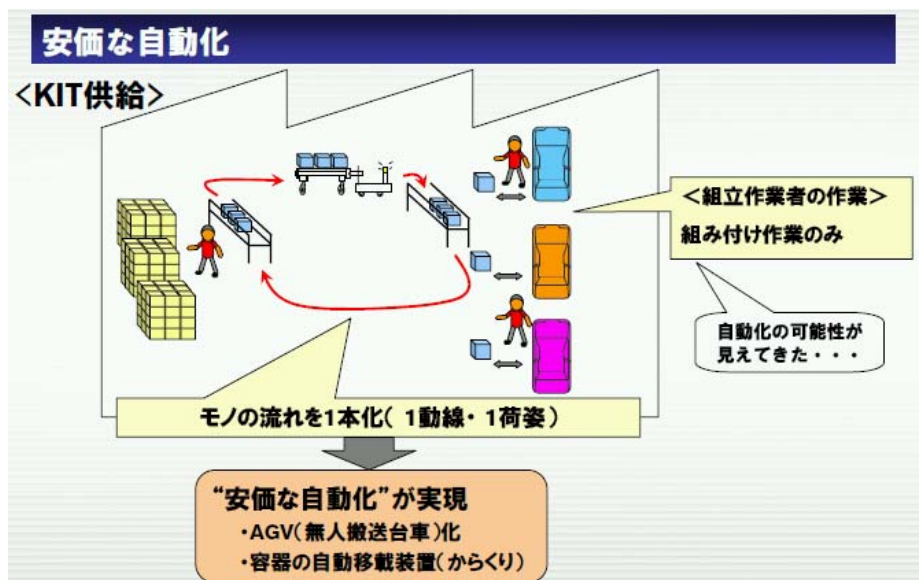 安価な自動化
<KIT供給>
<組立作業者の作業>
組み付け作業のみ
自動化の可能性が
見えてきた・・・
モノの流れを1本化( 1動線・1荷姿)
“安価な自動化”が実現
・AGV(無人搬送台車)化
・容器の自動移載装置(からくり)